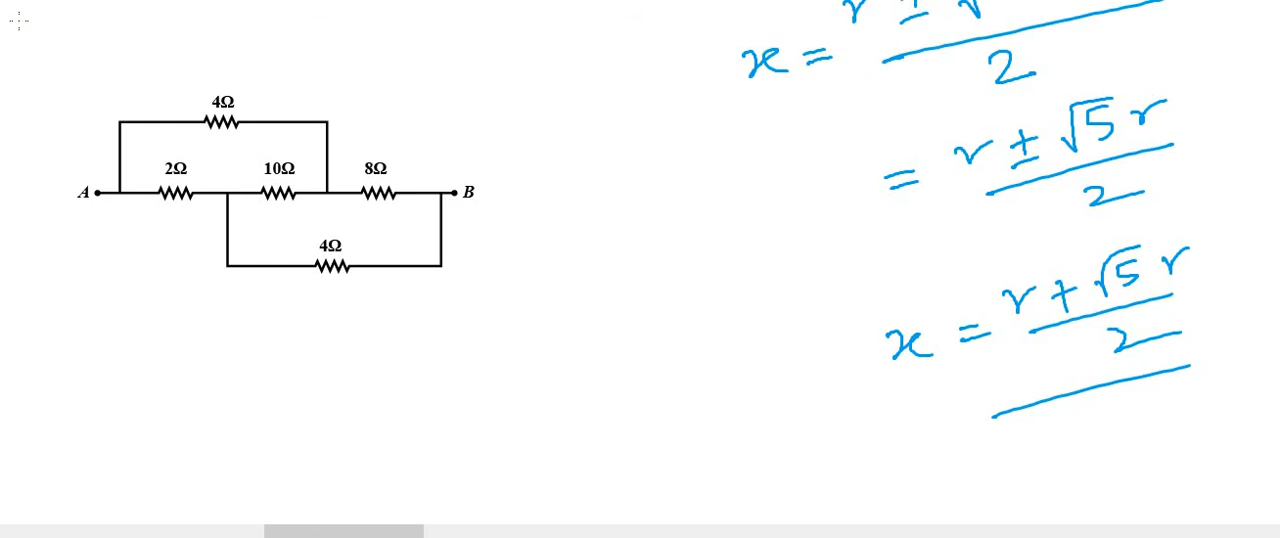 4Ω
2Ω 10Ω 8Ω
A B
4Ω
x = r ± √
2
= r ± √5 r
2
x = r + √5 r
2